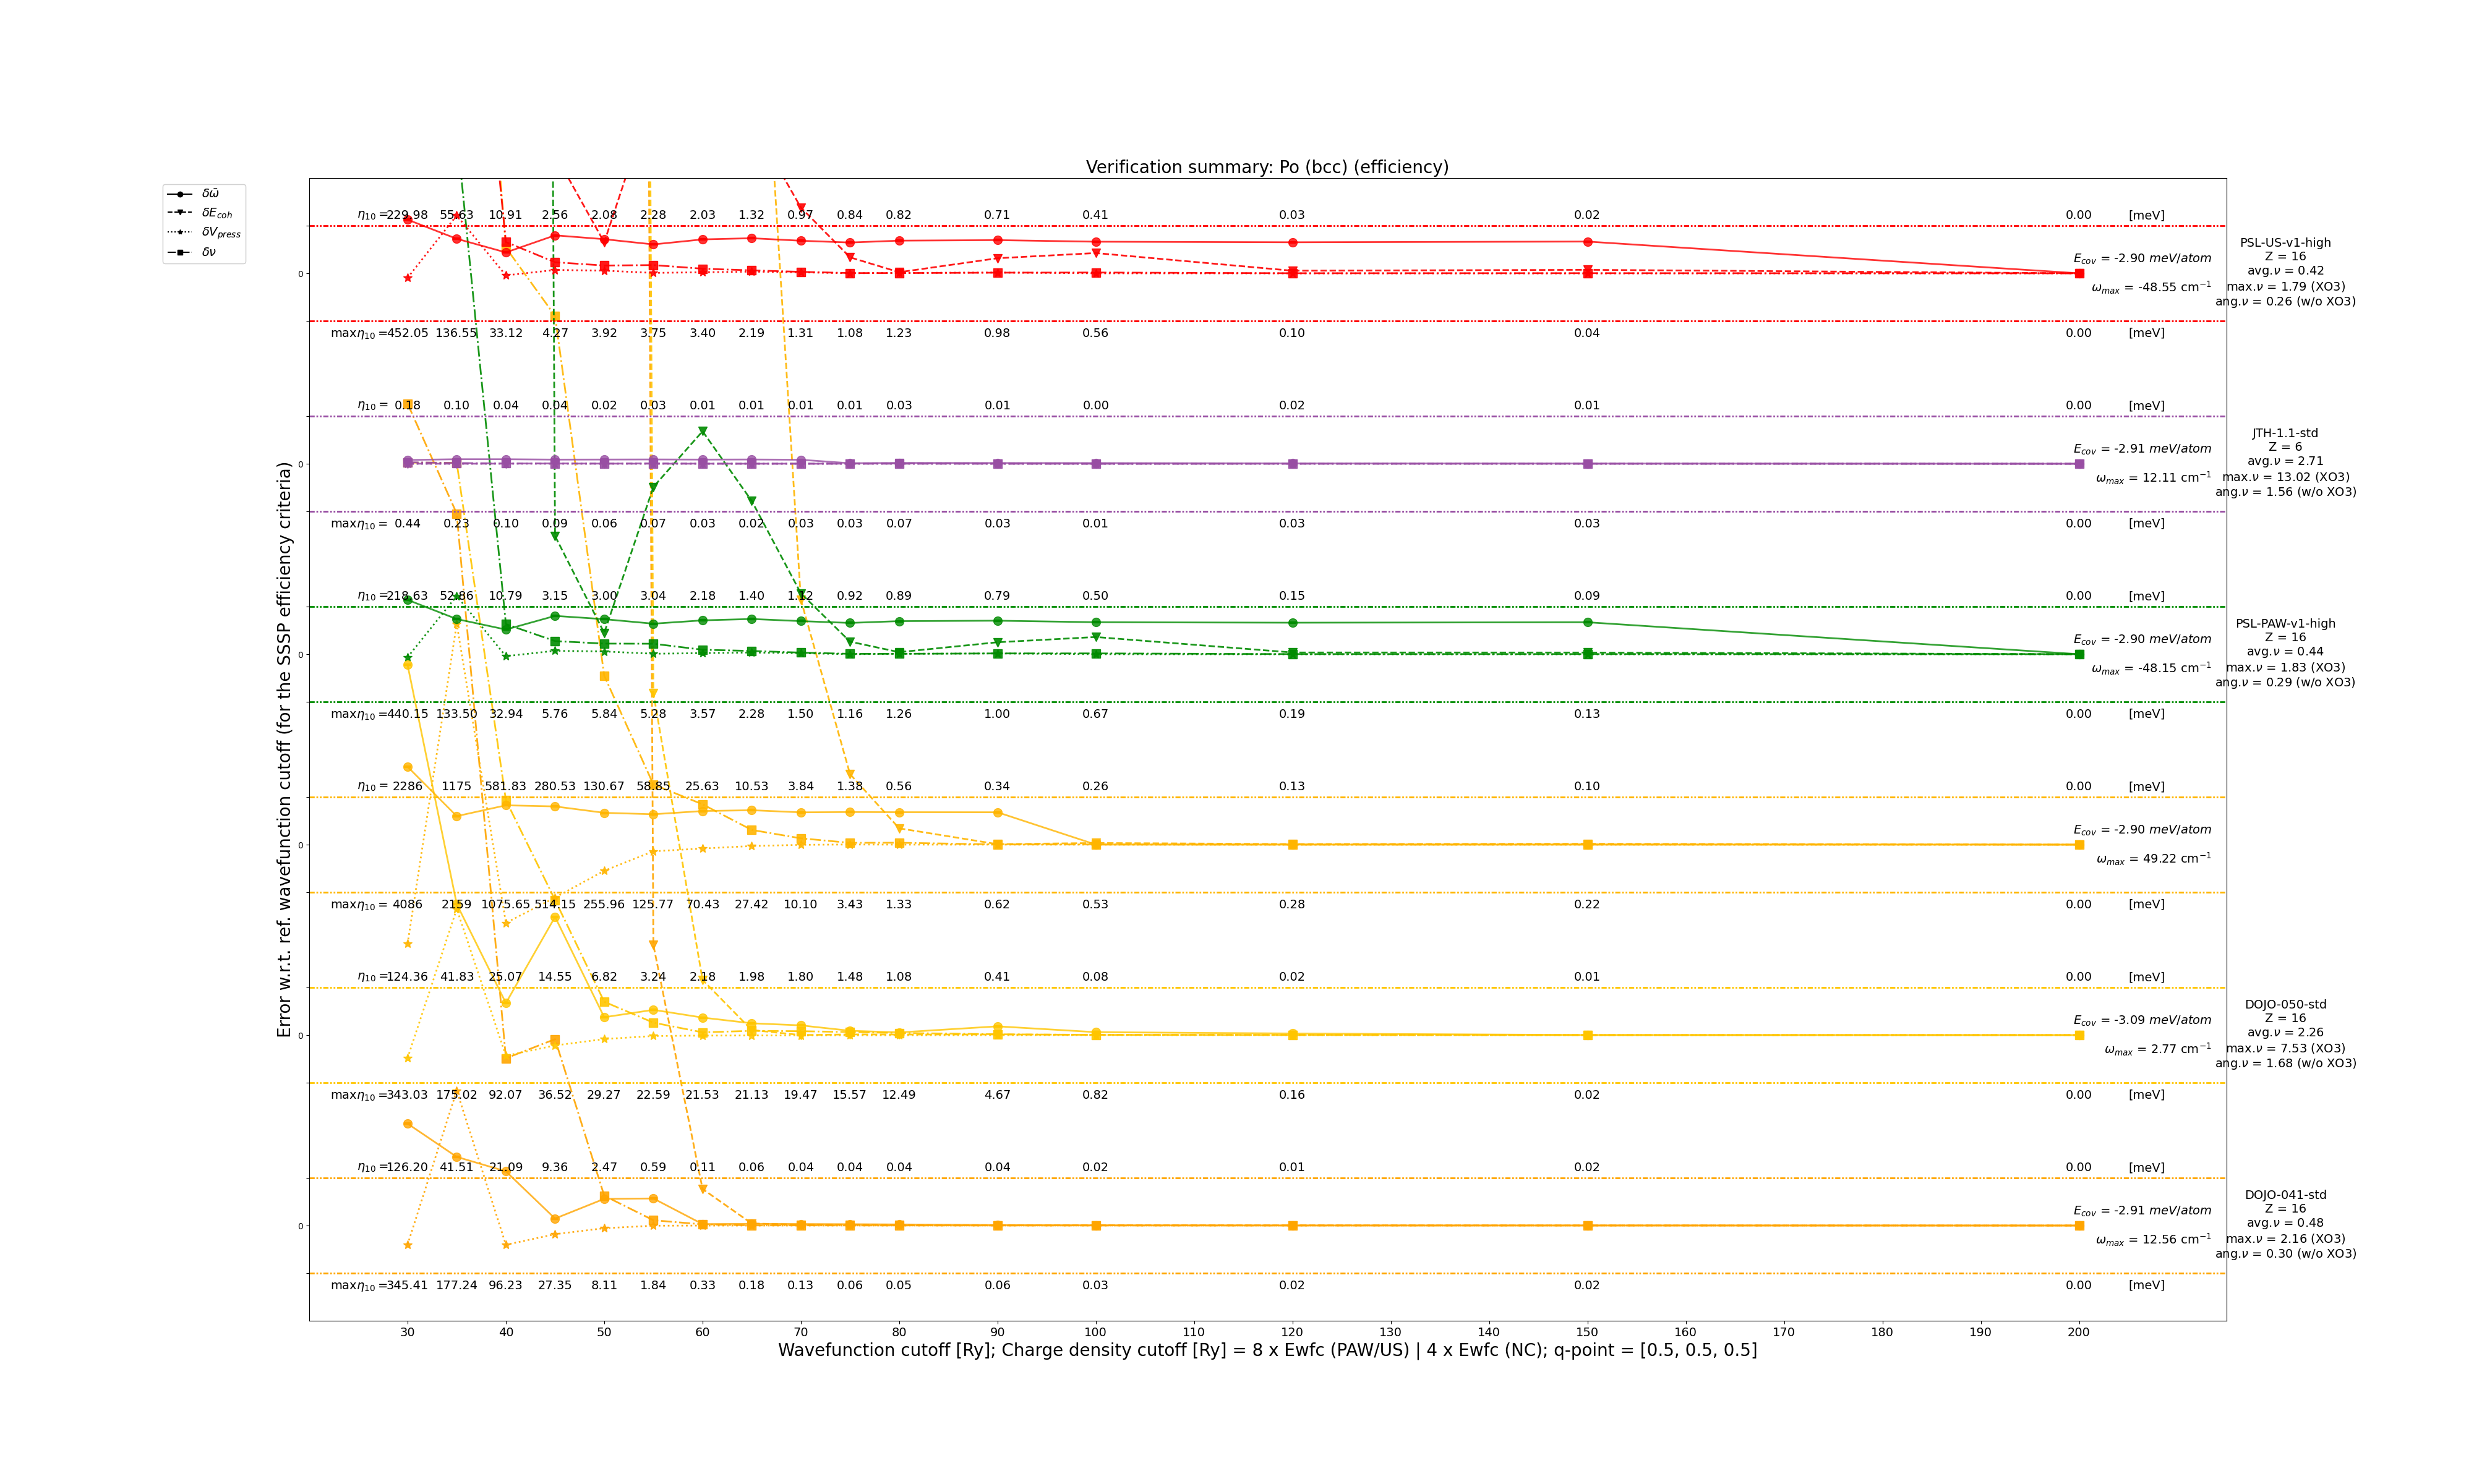 Verification summary: Po (bcc) (efficiency)
δω̄
δE_coh
δV_press
δν
η₁₀ = 229.98 55.63 10.91 2.56 2.08 2.28 2.03 1.32 0.97 0.84 0.82 0.71 0.41 0.03 0.02 0.00 [meV]
0
E_cov = -2.90 meV/atom
ω_max = -48.55 cm⁻¹
PSL-US-v1-high
Z = 16
avg.ν = 0.42
max.ν = 1.79 (XO3)
ang.ν = 0.26 (w/o XO3)
maxη₁₀ = 452.05 136.55 33.12 4.27 3.92 3.75 3.40 2.19 1.31 1.08 1.23 0.98 0.56 0.10 0.04 0.00 [meV]
η₁₀ = 0.18 0.10 0.04 0.04 0.02 0.03 0.01 0.01 0.01 0.01 0.03 0.01 0.00 0.02 0.01 0.00 [meV]
0
E_cov = -2.91 meV/atom
ω_max = 12.11 cm⁻¹
JTH-1.1-std
Z = 6
avg.ν = 2.71
max.ν = 13.02 (XO3)
ang.ν = 1.56 (w/o XO3)
maxη₁₀ = 0.44 0.23 0.10 0.09 0.06 0.07 0.03 0.02 0.03 0.03 0.07 0.03 0.01 0.03 0.03 0.00 [meV]
η₁₀ = 218.63 52.86 10.79 3.15 3.00 3.04 2.18 1.40 1.12 0.92 0.89 0.79 0.50 0.15 0.09 0.00 [meV]
0
E_cov = -2.90 meV/atom
ω_max = -48.15 cm⁻¹
PSL-PAW-v1-high
Z = 16
avg.ν = 0.44
max.ν = 1.83 (XO3)
ang.ν = 0.29 (w/o XO3)
maxη₁₀ = 440.15 133.50 32.94 5.76 5.84 5.28 3.57 2.28 1.50 1.16 1.26 1.00 0.67 0.19 0.13 0.00 [meV]
η₁₀ = 2286 1175 581.83 280.53 130.67 58.85 25.63 10.53 3.84 1.38 0.56 0.34 0.26 0.13 0.10 0.00 [meV]
0
E_cov = -2.90 meV/atom
ω_max = 49.22 cm⁻¹
maxη₁₀ = 4086 2159 1075.65 514.15 255.96 125.77 70.43 27.42 10.10 3.43 1.33 0.62 0.53 0.28 0.22 0.00 [meV]
η₁₀ = 124.36 41.83 25.07 14.55 6.82 3.24 2.18 1.98 1.80 1.48 1.08 0.41 0.08 0.02 0.01 0.00 [meV]
0
E_cov = -3.09 meV/atom
ω_max = 2.77 cm⁻¹
DOJO-050-std
Z = 16
avg.ν = 2.26
max.ν = 7.53 (XO3)
ang.ν = 1.68 (w/o XO3)
maxη₁₀ = 343.03 175.02 92.07 36.52 29.27 22.59 21.53 21.13 19.47 15.57 12.49 4.67 0.82 0.16 0.02 0.00 [meV]
η₁₀ = 126.20 41.51 21.09 9.36 2.47 0.59 0.11 0.06 0.04 0.04 0.04 0.04 0.02 0.01 0.02 0.00 [meV]
0
E_cov = -2.91 meV/atom
ω_max = 12.56 cm⁻¹
DOJO-041-std
Z = 16
avg.ν = 0.48
max.ν = 2.16 (XO3)
ang.ν = 0.30 (w/o XO3)
maxη₁₀ = 345.41 177.24 96.23 27.35 8.11 1.84 0.33 0.18 0.13 0.06 0.05 0.06 0.03 0.02 0.02 0.00 [meV]
30 40 50 60 70 80 90 100 110 120 130 140 150 160 170 180 190 200
Wavefunction cutoff [Ry]; Charge density cutoff [Ry] = 8 x Ewfc (PAW/US) | 4 x Ewfc (NC); q-point = [0.5, 0.5, 0.5]
Error w.r.t. ref. wavefunction cutoff (for the SSSP efficiency criteria)